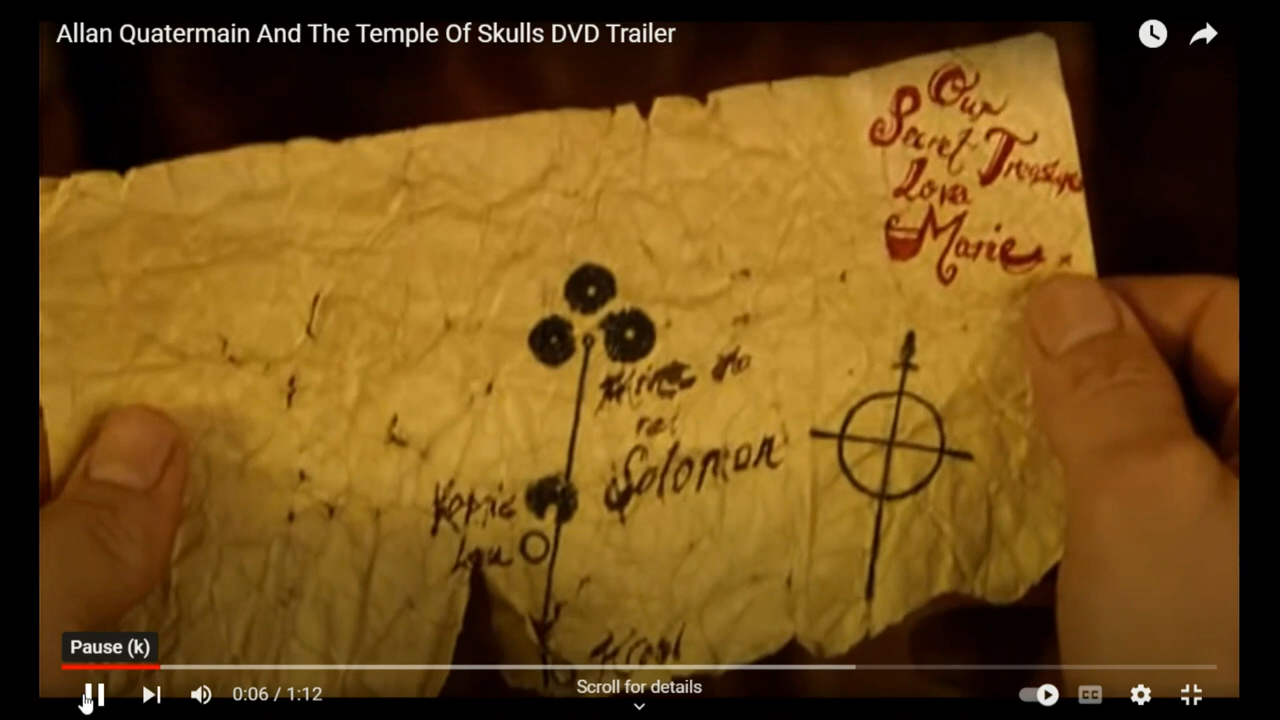 Allan Quatermain And The Temple Of Skulls DVD Trailer
Our
Secret Treasure
Love
Marie
Solomon
Pause (k)
0:06 / 1:12
Scroll for details
CC